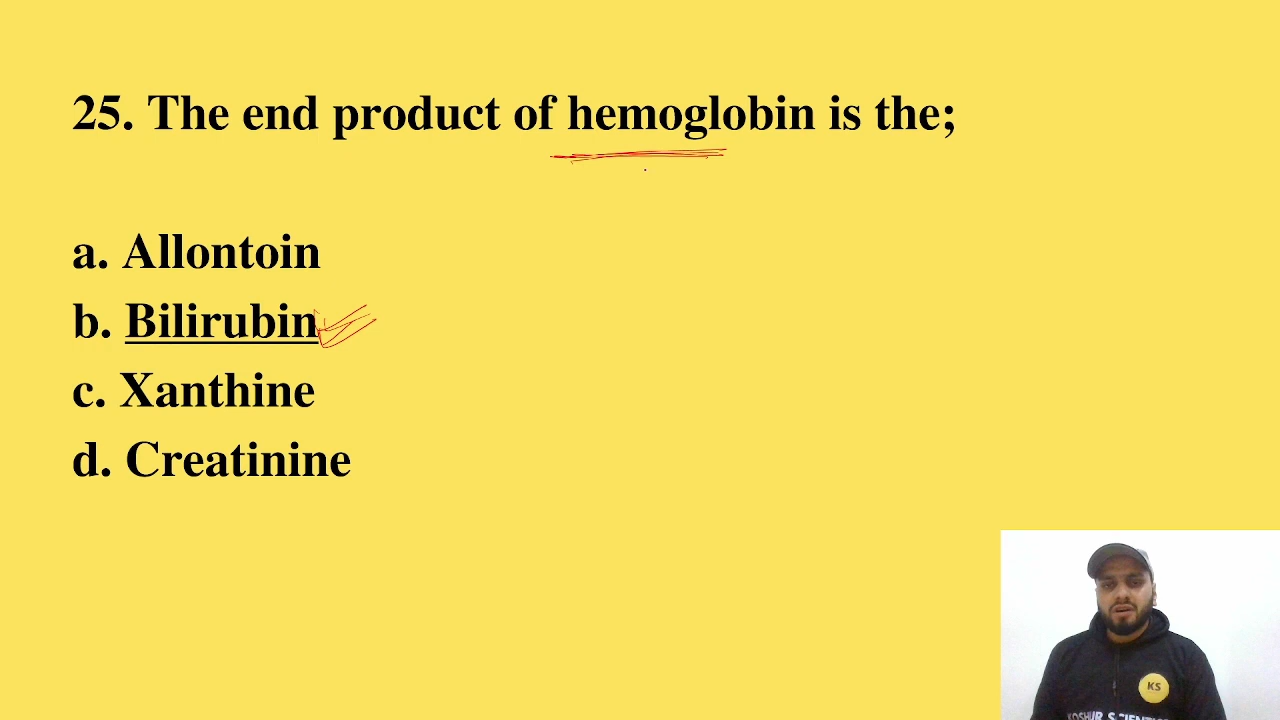 25. The end product of hemoglobin is the;
a. Allontoin
b. Bilirubin
c. Xanthine
d. Creatinine
KS